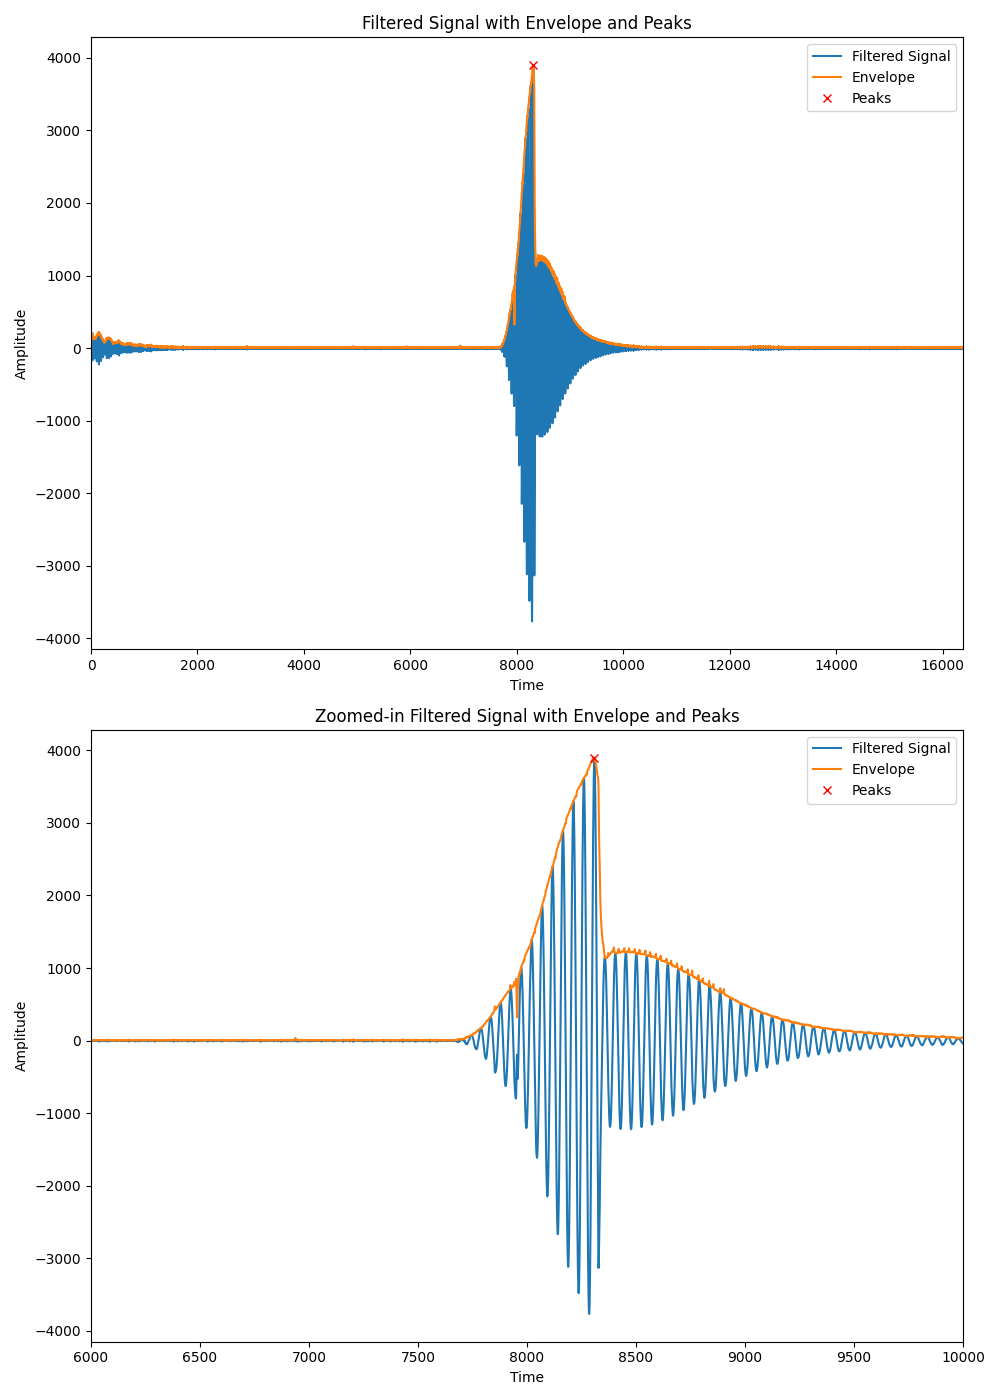 Filtered Signal with Envelope and Peaks
Amplitude
4000
3000
2000
1000
0
−1000
−2000
−3000
−4000
Filtered Signal
Envelope
Peaks
0 2000 4000 6000 8000 10000 12000 14000 16000
Time
Zoomed-in Filtered Signal with Envelope and Peaks
Amplitude
4000
3000
2000
1000
0
−1000
−2000
−3000
−4000
Filtered Signal
Envelope
Peaks
6000 6500 7000 7500 8000 8500 9000 9500 10000
Time